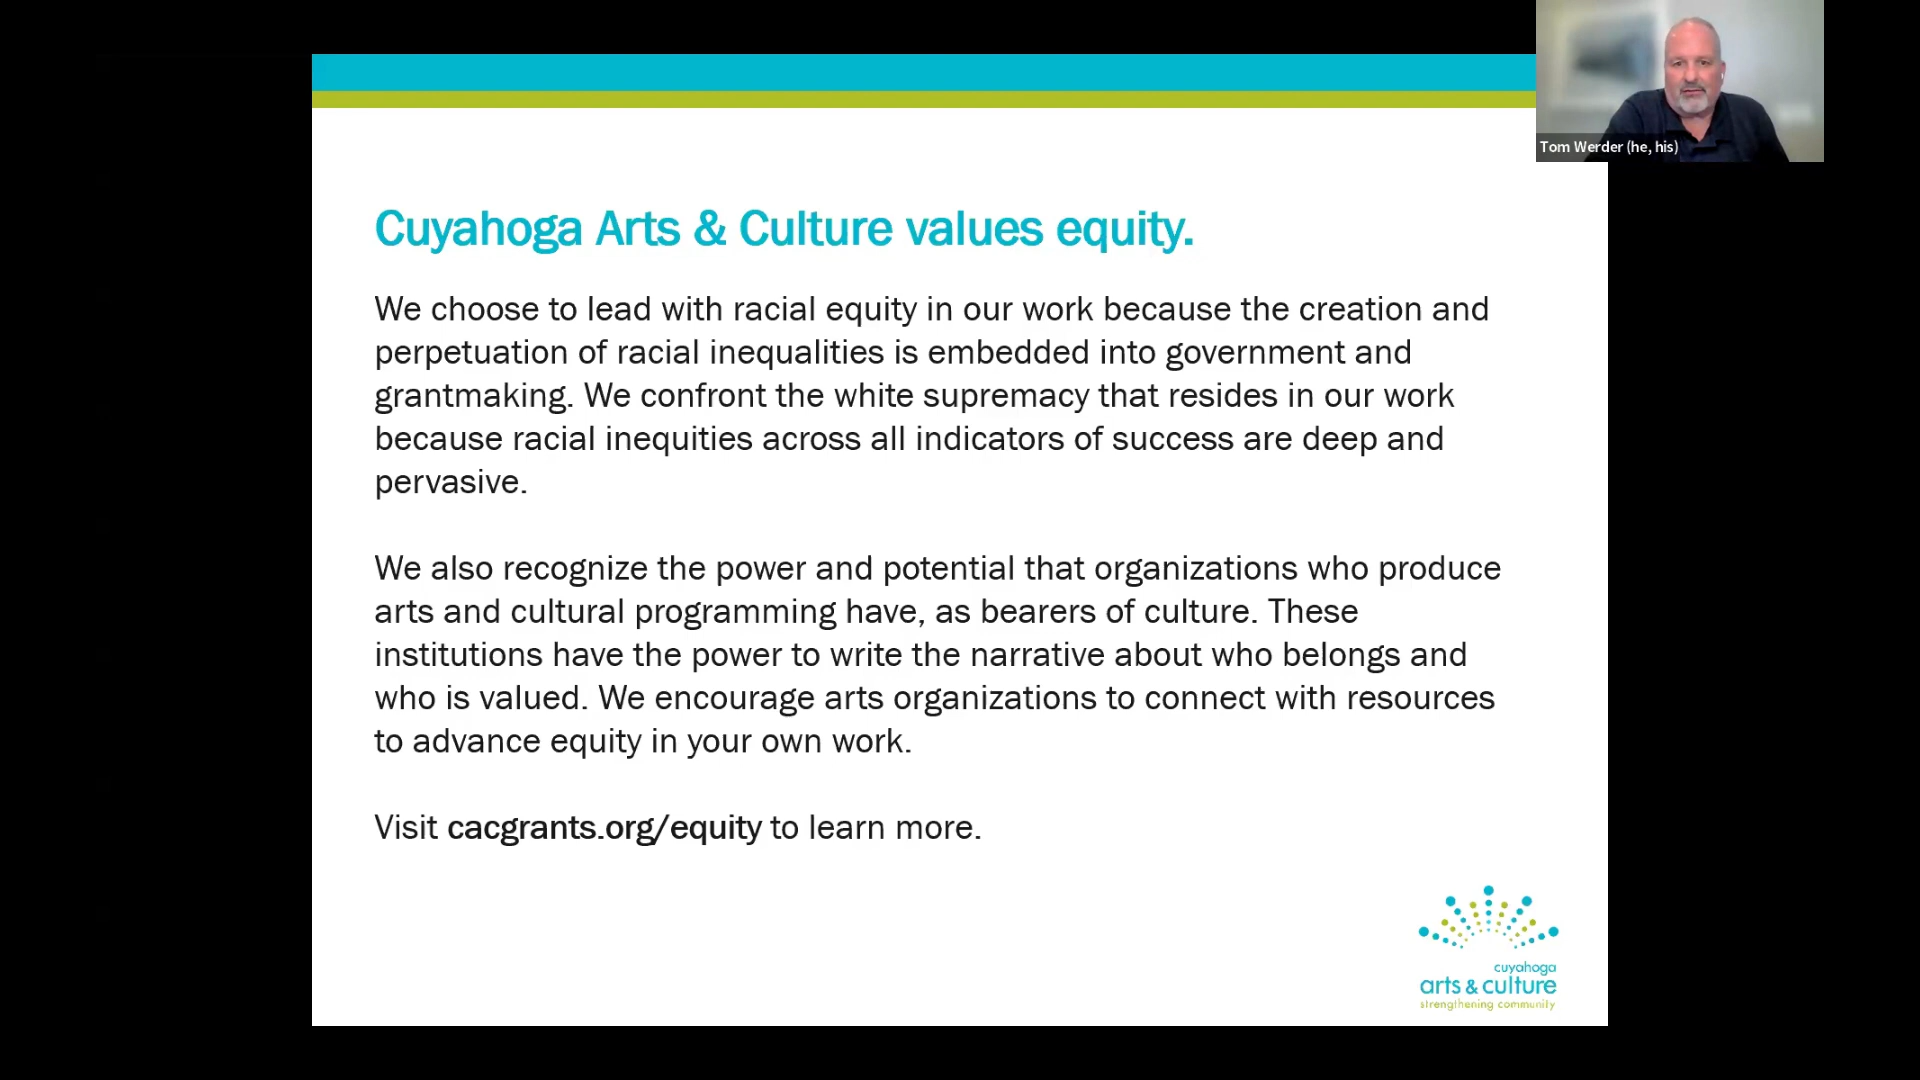 Tom Werder (he, his)
Cuyahoga Arts & Culture values equity.
We choose to lead with racial equity in our work because the creation and
perpetuation of racial inequalities is embedded into government and
grantmaking. We confront the white supremacy that resides in our work
because racial inequities across all indicators of success are deep and
pervasive.
We also recognize the power and potential that organizations who produce
arts and cultural programming have, as bearers of culture. These
institutions have the power to write the narrative about who belongs and
who is valued. We encourage arts organizations to connect with resources
to advance equity in your own work.
Visit cacgrants.org/equity to learn more.
cuyahoga
arts & culture
strengthening community